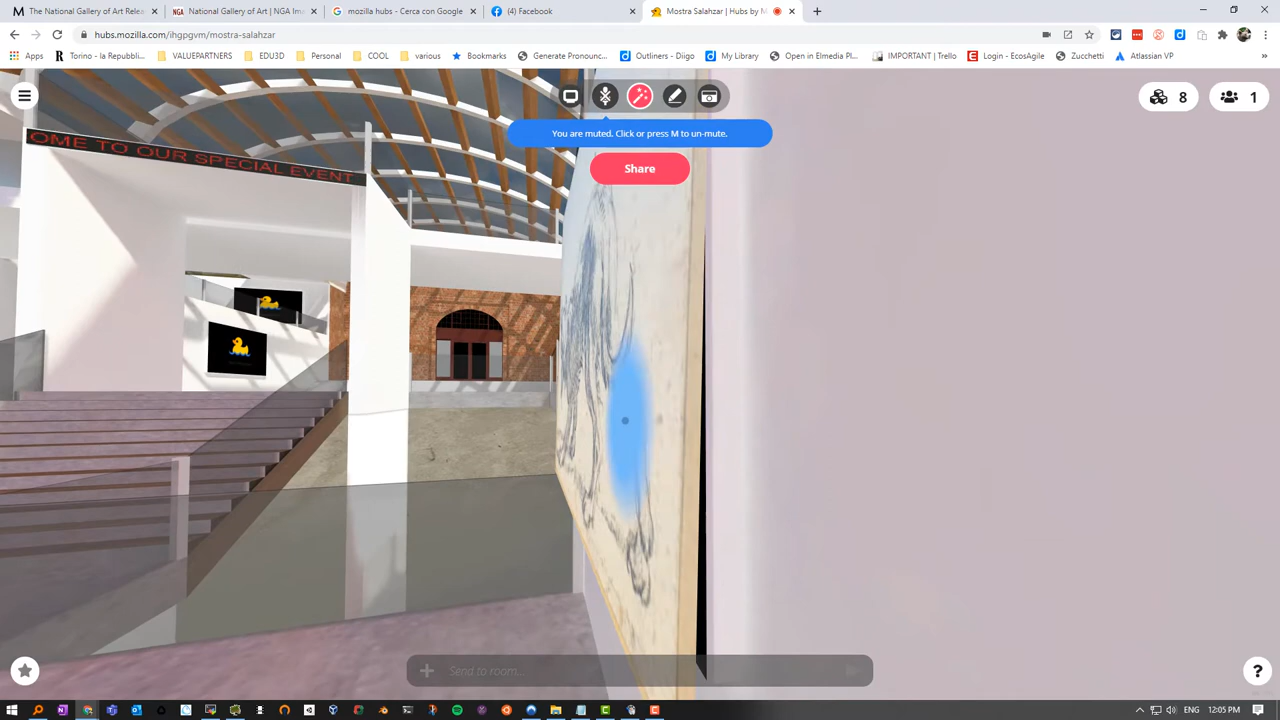 The National Gallery of Art Relea
National Gallery of Art | NGA Ima
mozilla hubs - Cerca con Google
(4) Facebook
Mostra Salahzar | Hubs by M
hubs.mozilla.com/ihgpgvm/mostra-salahzar
Apps
Torino - la Repubbli...
VALUEPARTNERS
EDU3D
Personal
COOL
various
Bookmarks
Generate Pronounc...
Outliners - Diigo
My Library
Open in Elmedia Pl...
IMPORTANT | Trello
Login - EcosAgile
Zucchetti
Atlassian VP
»
8
1
You are muted. Click or press M to un-mute.
Share
OME TO OUR SPECIAL EVENT
Send to room...
?
ENG
12:05 PM